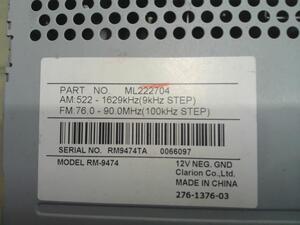 PART NO. ML222704
AM:522 - 1629kHz(9kHz STEP)
FM:76.0 - 90.0MHz(100kHz STEP)
SERIAL NO. RM9474TA 0066097
MODEL RM-9474
12V NEG. GND
Clarion Co.,Ltd.
MADE IN CHINA
276-1376-03